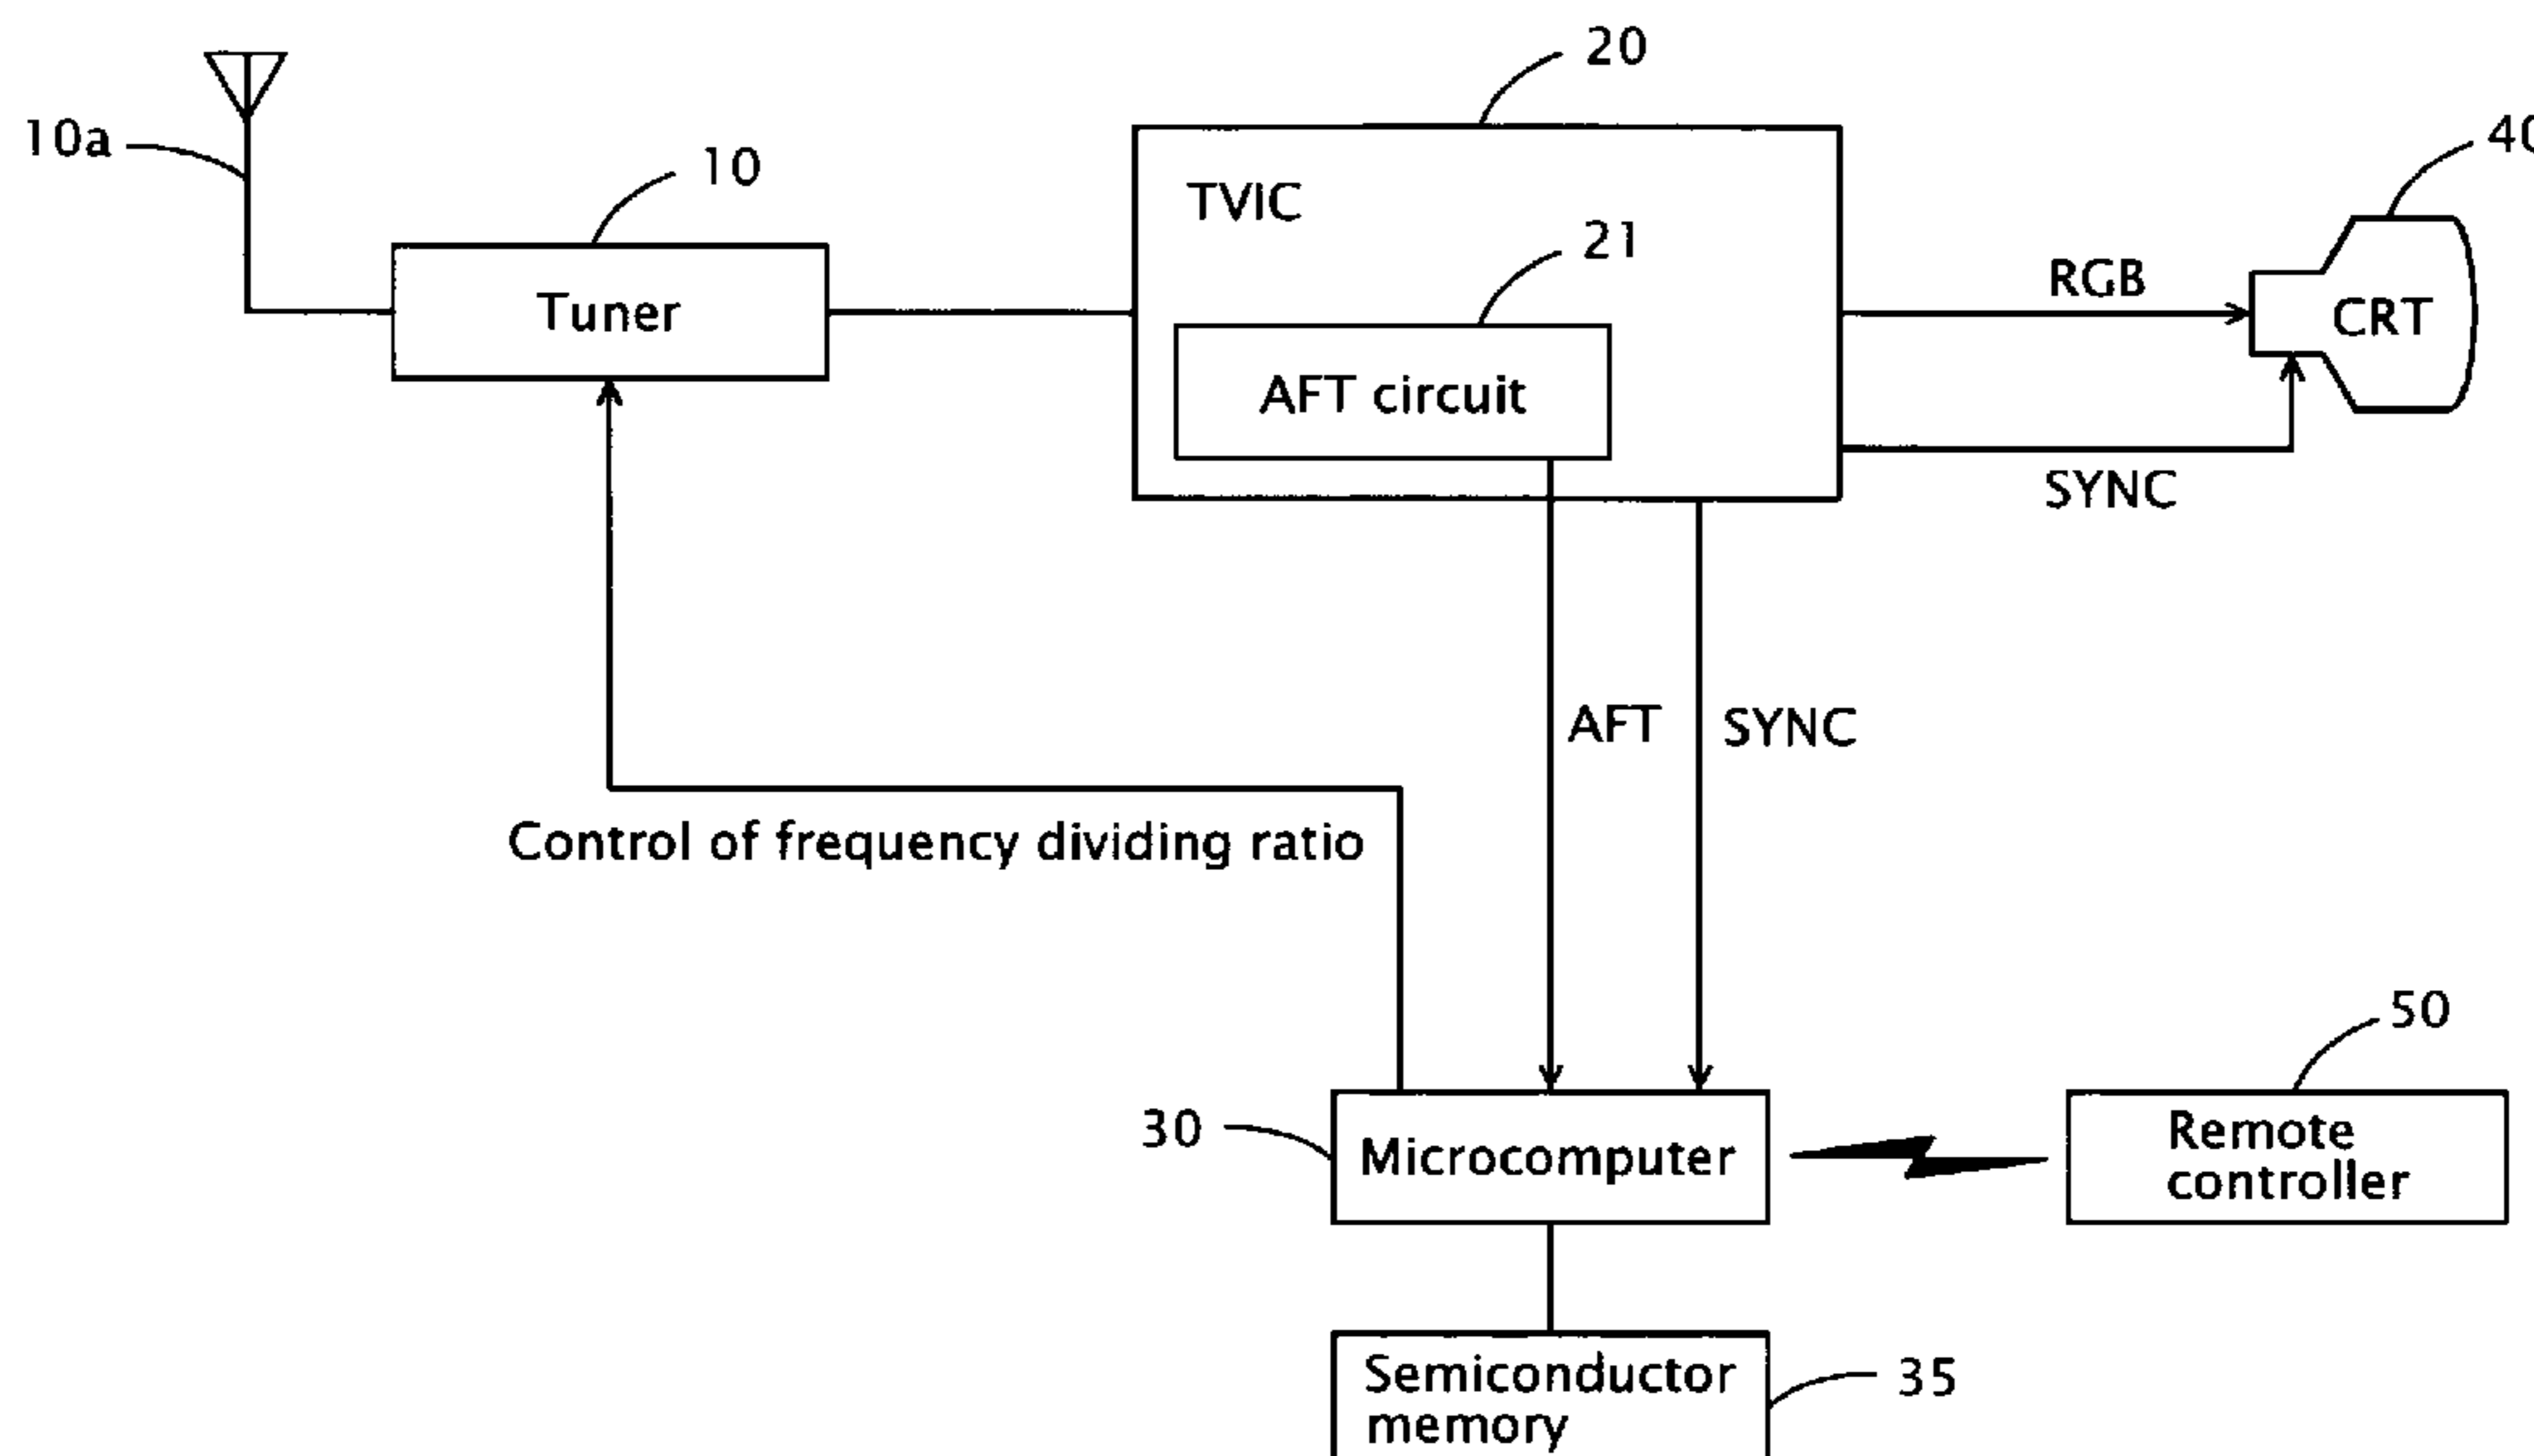 20
10a
10
40
TVIC
21
RGB
Tuner
CRT
AFT circuit
SYNC
AFT
SYNC
Control of frequency dividing ratio
50
30
Microcomputer
Remote
controller
Semiconductor
memory
35